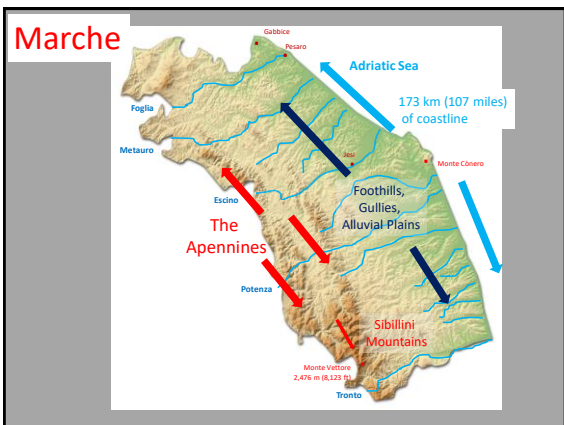 Marche
Gabbice
Pesaro
Adriatic Sea
173 km (107 miles)
of coastline
Foglia
Metauro
Jesi
Monte Cònero
Escino
Foothills,
Gullies,
Alluvial Plains
The
Apennines
Potenza
Sibillini
Mountains
Monte Vettore
2,476 m (8,123 ft)
Tronto